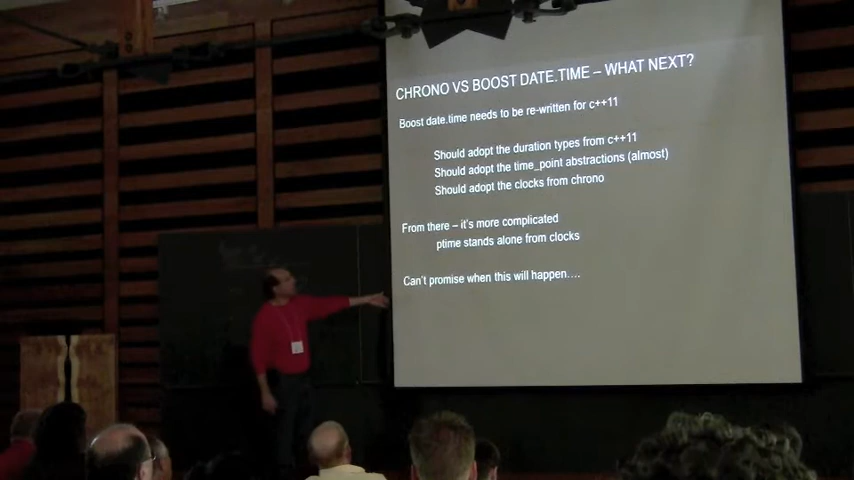 CHRONO VS BOOST DATE.TIME – WHAT NEXT?
Boost date.time needs to be re-written for c++11
Should adopt the duration types from c++11
Should adopt the time_point abstractions (almost)
Should adopt the clocks from chrono
From there – it's more complicated
ptime stands alone from clocks
Can't promise when this will happen….